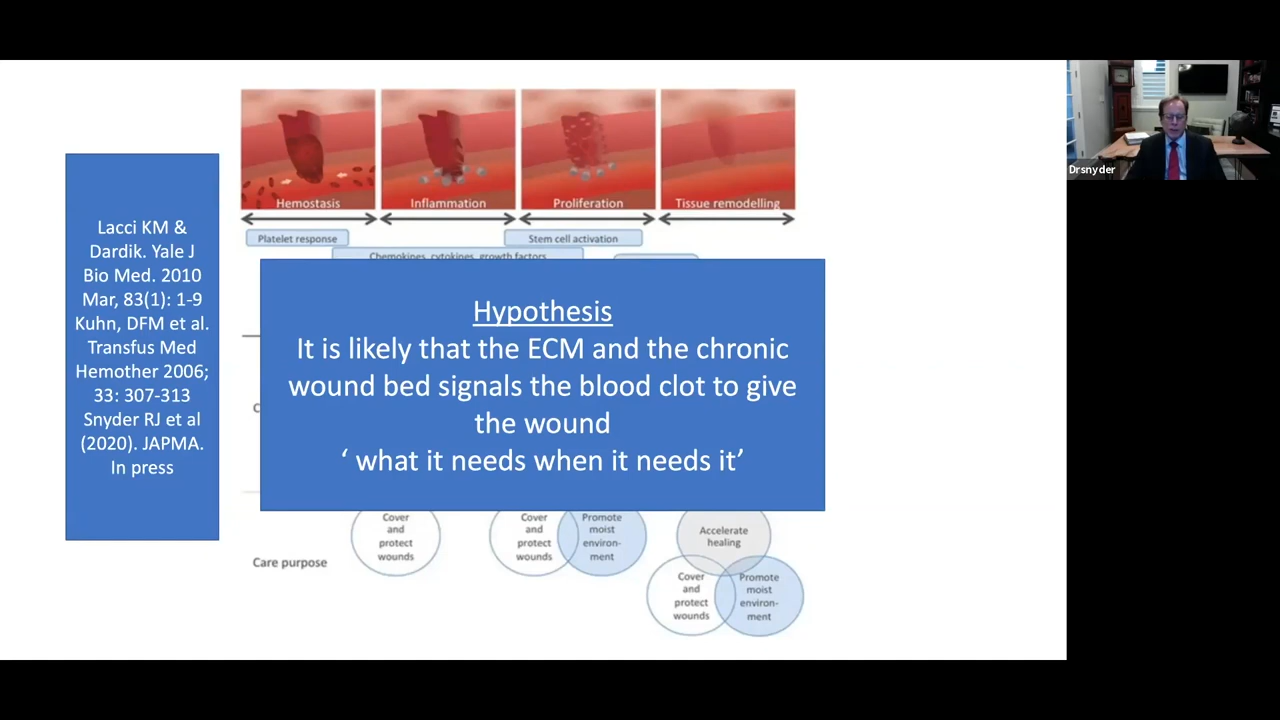 Drsnyder
Lacci KM &
Dardik. Yale J
Bio Med. 2010
Mar, 83(1): 1-9
Kuhn, DFM et al.
Transfus Med
Hemother 2006;
33: 307-313
Snyder RJ et al
(2020). JAPMA.
In press
Hemostasis
Inflammation
Proliferation
Tissue remodelling
Platelet response
Stem cell activation
Chemokines, cytokines, growth factors
Hypothesis
It is likely that the ECM and the chronic
wound bed signals the blood clot to give
the wound
‘ what it needs when it needs it’
Care purpose
Cover
and
protect
wounds
Cover
and
protect
wounds
Promote
moist
environ-
ment
Accelerate
healing
Cover
and
protect
wounds
Promote
moist
environ-
ment